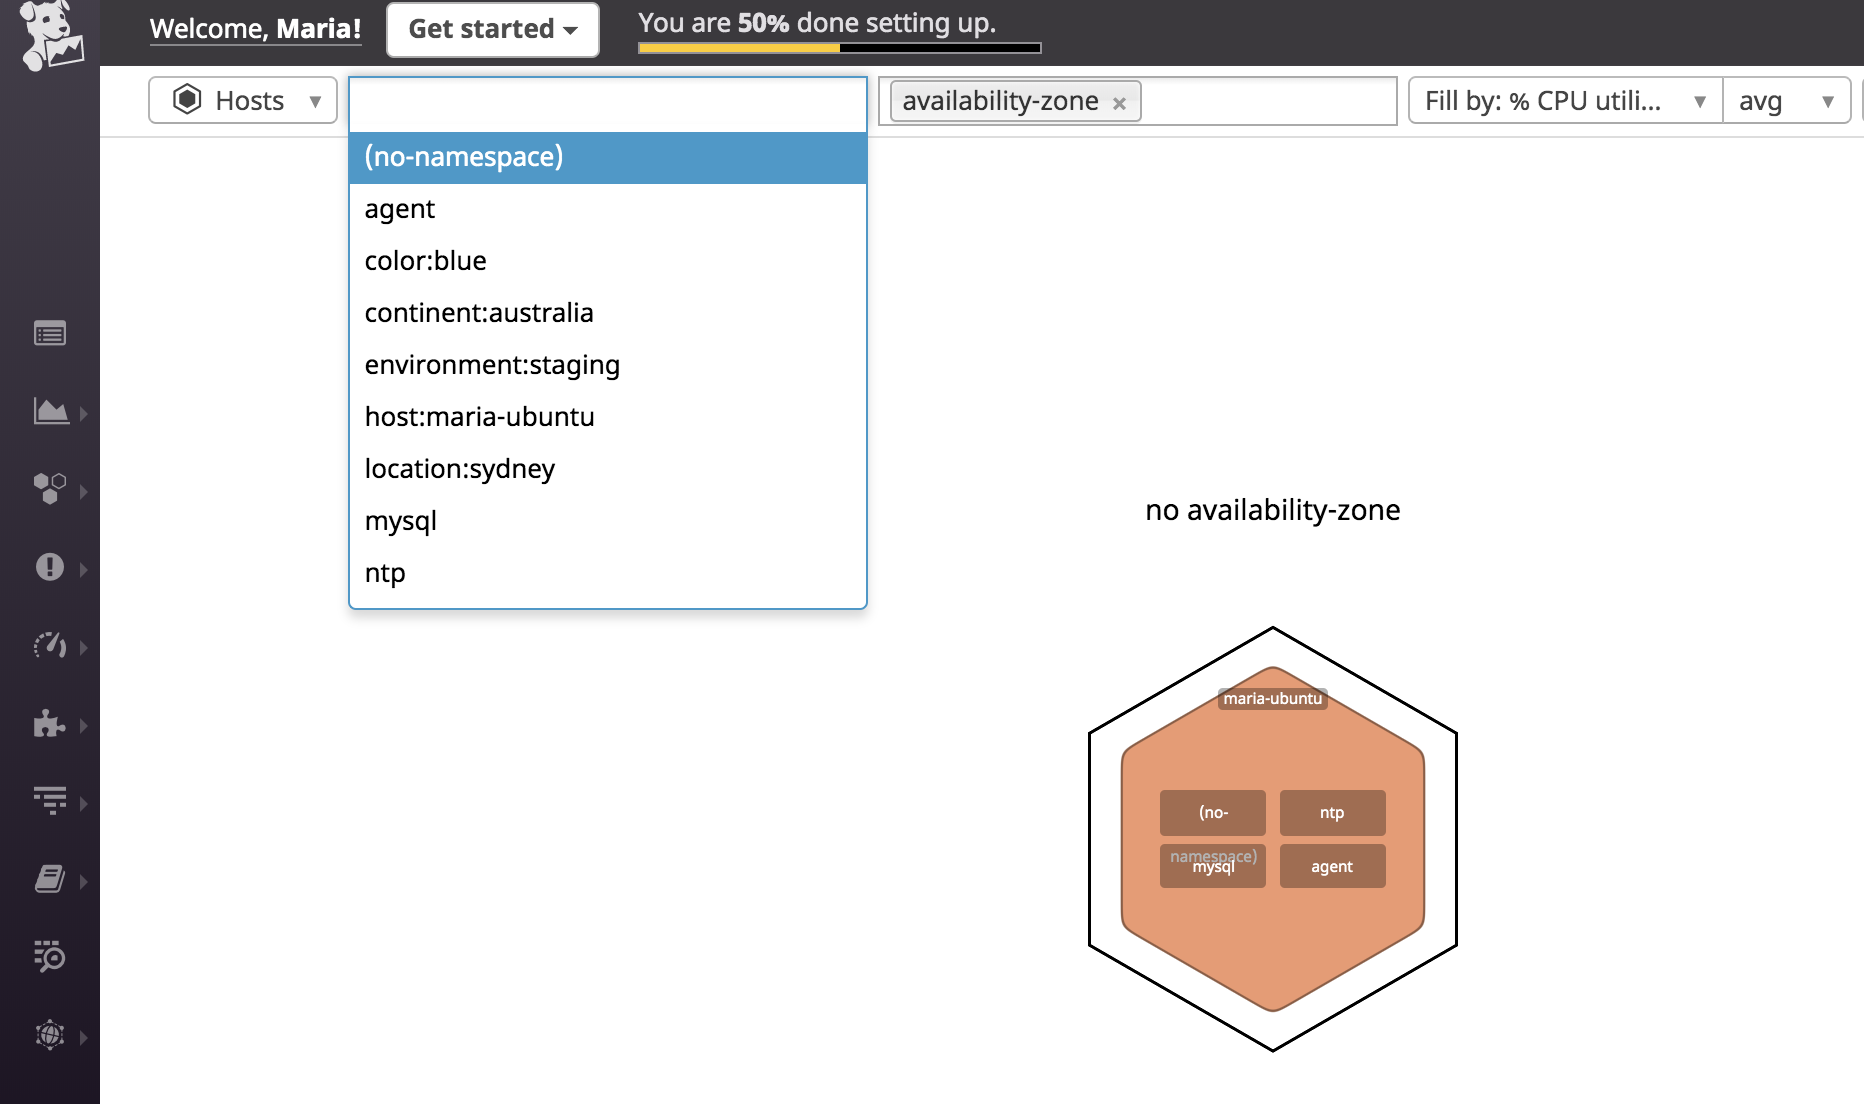 Welcome, Maria!
Get started
You are 50% done setting up.
Hosts
availability-zone ×
Fill by: % CPU utili...
avg
(no-namespace)
agent
color:blue
continent:australia
environment:staging
host:maria-ubuntu
location:sydney
mysql
ntp
no availability-zone
maria-ubuntu
(no-
namespace)
ntp
mysql
agent